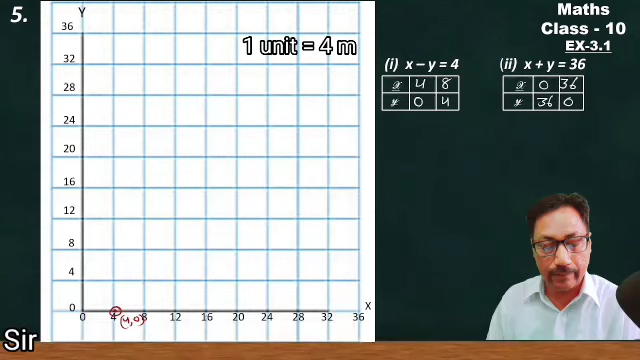 5.
Y
1 unit = 4 m
36
32
28
24
20
16
12
8
4
0
0 4 8 12 16 20 24 28 32 36
X
(4,0)
Maths
Class - 10
EX-3.1
(i) x – y = 4
x 4 8
y 0 4
(ii) x + y = 36
x 0 36
y 36 0
Sir